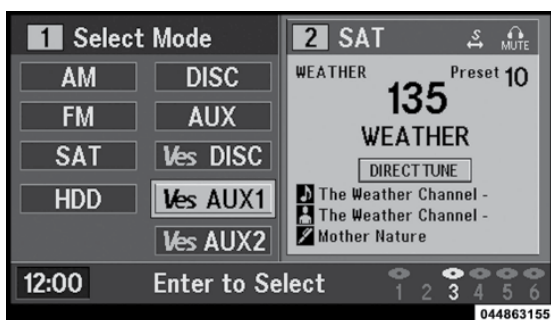 1 Select Mode
AM DISC
FM AUX
SAT Ves DISC
HDD Ves AUX1
Ves AUX2
2 SAT S MUTE
WEATHER Preset 10
135
WEATHER
DIRECT TUNE
The Weather Channel -
The Weather Channel -
Mother Nature
12:00 Enter to Select 1 2 3 4 5 6
044863155